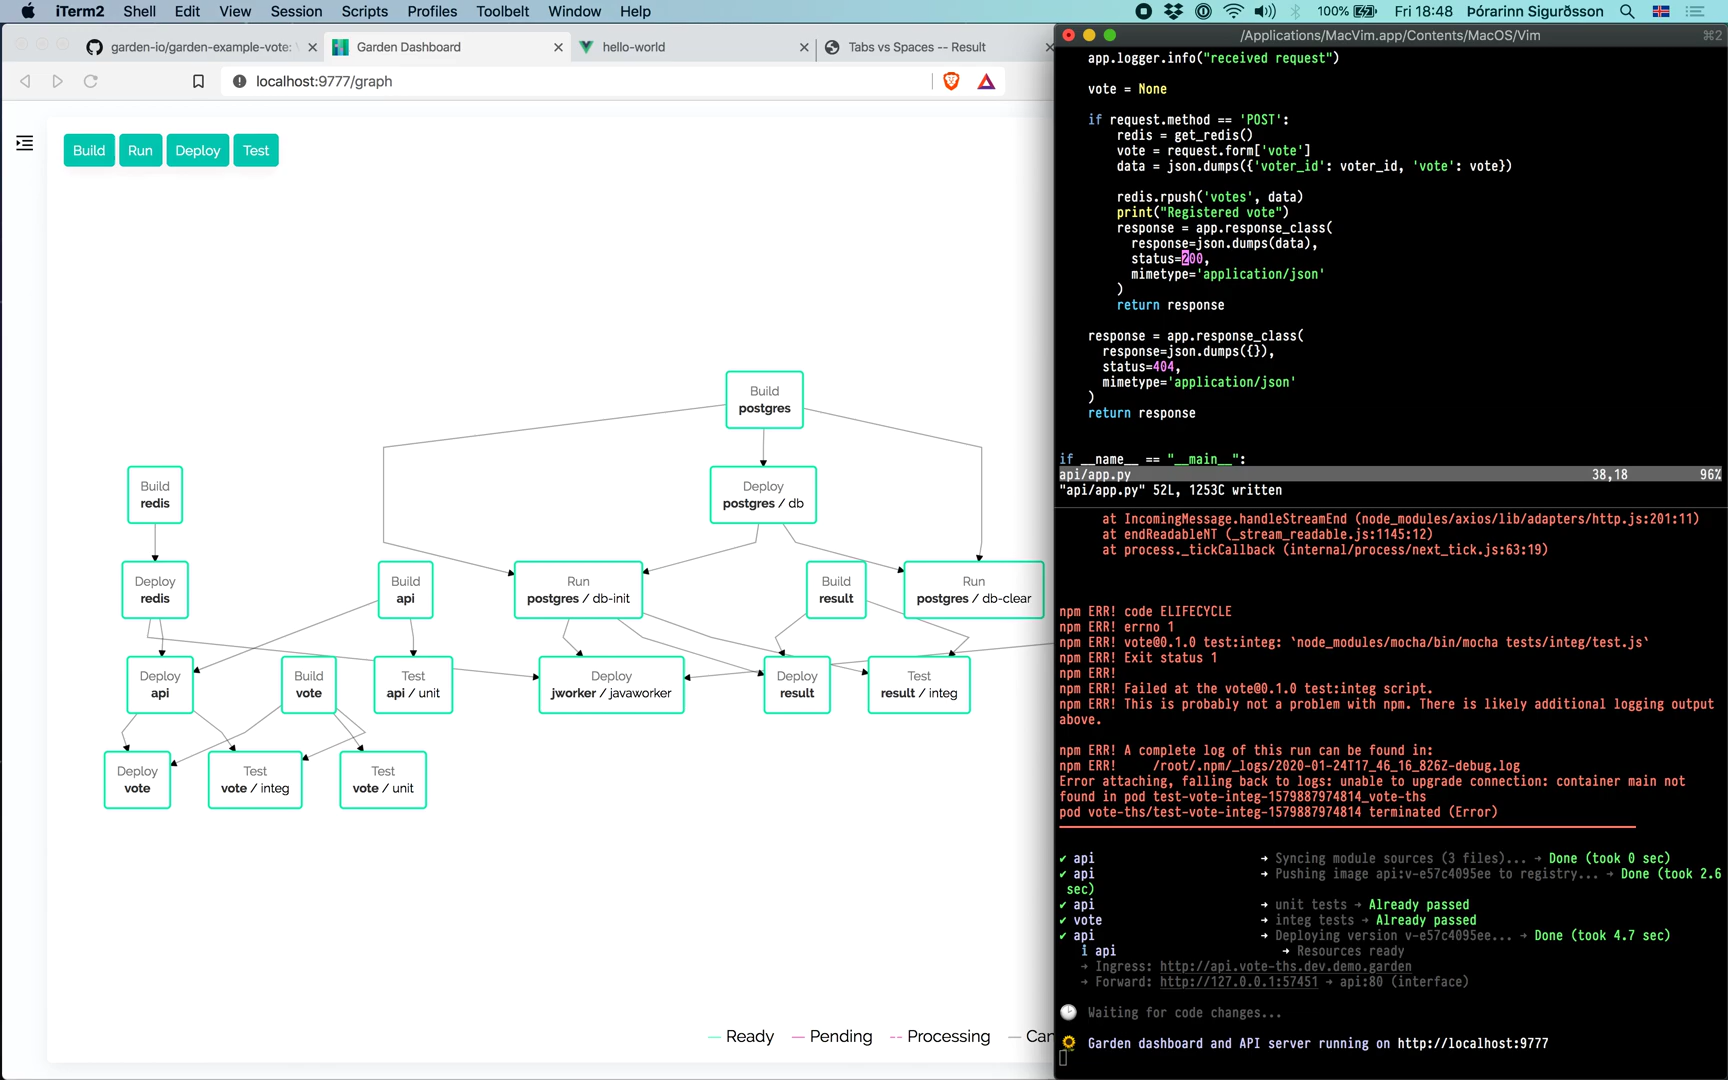 iTerm2 Shell Edit View Session Scripts Profiles Toolbelt Window Help 100% Fri 18:48 Þórarinn Sigurðsson
garden-io/garden-example-vote: Garden Dashboard hello-world Tabs vs Spaces -- Result
localhost:9777/graph
Build Run Deploy Test
Build
postgres
Build
redis
Deploy
postgres / db
Deploy
redis
Build
api
Run
postgres / db-init
Build
result
Run
postgres / db-clear
Deploy
api
Build
vote
Test
api / unit
Deploy
jworker / javaworker
Deploy
result
Test
result / integ
Deploy
vote
Test
vote / integ
Test
vote / unit
Ready Pending -- Processing Can
/Applications/MacVim.app/Contents/MacOS/Vim ⌘2
app.logger.info("received request")
vote = None
if request.method == 'POST':
redis = get_redis()
vote = request.form['vote']
data = json.dumps({'voter_id': voter_id, 'vote': vote})
redis.rpush('votes', data)
print("Registered vote")
response = app.response_class(
response=json.dumps(data),
status=200,
mimetype='application/json'
)
return response
response = app.response_class(
response=json.dumps({}),
status=404,
mimetype='application/json'
)
return response
if __name__ == "__main__":
api/app.py 38,18 96%
"api/app.py" 52L, 1253C written
at IncomingMessage.handleStreamEnd (node_modules/axios/lib/adapters/http.js:201:11)
at endReadableNT (_stream_readable.js:1145:12)
at process._tickCallback (internal/process/next_tick.js:63:19)
npm ERR! code ELIFECYCLE
npm ERR! errno 1
npm ERR! vote@0.1.0 test:integ: `node_modules/mocha/bin/mocha tests/integ/test.js`
npm ERR! Exit status 1
npm ERR!
npm ERR! Failed at the vote@0.1.0 test:integ script.
npm ERR! This is probably not a problem with npm. There is likely additional logging output
above.
npm ERR! A complete log of this run can be found in:
npm ERR! /root/.npm/_logs/2020-01-24T17_46_16_826Z-debug.log
Error attaching, falling back to logs: unable to upgrade connection: container main not
found in pod test-vote-integ-1579887974814_vote-ths
pod vote-ths/test-vote-integ-1579887974814 terminated (Error)
✔ api → Syncing module sources (3 files)... → Done (took 0 sec)
✔ api → Pushing image api:v-e57c4095ee to registry... → Done (took 2.6
sec)
✔ api → unit tests → Already passed
✔ vote → integ tests → Already passed
✔ api → Deploying version v-e57c4095ee... → Done (took 4.7 sec)
i api → Resources ready
→ Ingress: http://api.vote-ths.dev.demo.garden
→ Forward: http://127.0.0.1:57451 → api:80 (interface)
Waiting for code changes...
Garden dashboard and API server running on http://localhost:9777